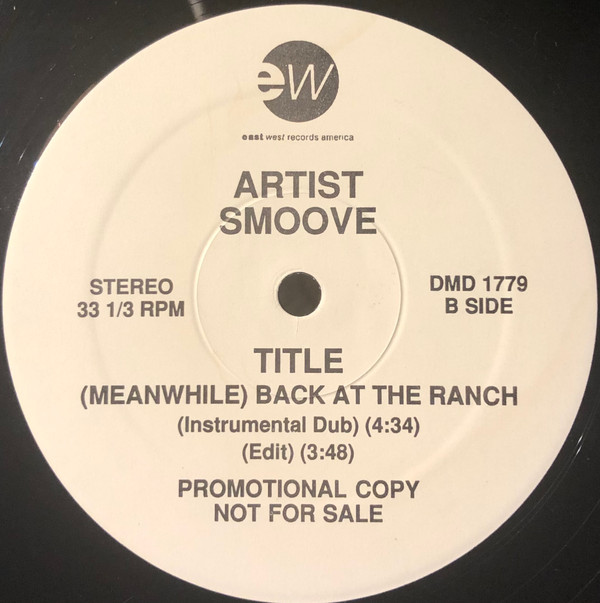 ew
east west records america
ARTIST
SMOOVE
STEREO
33 1/3 RPM
DMD 1779
B SIDE
TITLE
(MEANWHILE) BACK AT THE RANCH
(Instrumental Dub) (4:34)
(Edit) (3:48)
PROMOTIONAL COPY
NOT FOR SALE